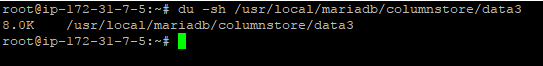 root@ip-172-31-7-5:~# du -sh /usr/local/mariadb/columnstore/data3
8.0K    /usr/local/mariadb/columnstore/data3
root@ip-172-31-7-5:~#